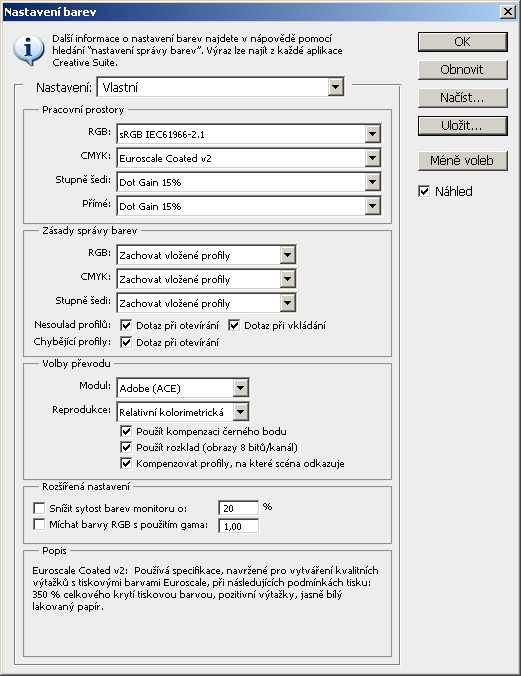 Nastavení barev
Další informace o nastavení barev najdete v nápovědě pomocí
hledání "nastavení správy barev". Výraz lze najít z každé aplikace
Creative Suite.
OK
Obnovit
Načíst...
Uložit...
Méně voleb
Náhled
Nastavení: Vlastní
Pracovní prostory
RGB: sRGB IEC61966-2.1
CMYK: Euroscale Coated v2
Stupně šedi: Dot Gain 15%
Přímé: Dot Gain 15%
Zásady správy barev
RGB: Zachovat vložené profily
CMYK: Zachovat vložené profily
Stupně šedi: Zachovat vložené profily
Nesoulad profilů: Dotaz při otevírání Dotaz při vkládání
Chybějící profily: Dotaz při otevírání
Volby převodu
Modul: Adobe (ACE)
Reprodukce: Relativní kolorimetrická
Použít kompenzaci černého bodu
Použít rozklad (obrazy 8 bitů/kanál)
Kompenzovat profily, na které scéna odkazuje
Rozšířená nastavení
Snížit sytost barev monitoru o: 20 %
Míchat barvy RGB s použitím gama: 1,00
Popis
Euroscale Coated v2: Používá specifikace, navržené pro vytváření kvalitních
výtažků s tiskovými barvami Euroscale, při následujících podmínkách tisku:
350 % celkového krytí tiskovou barvou, pozitivní výtažky, jasně bílý
lakovaný papír.